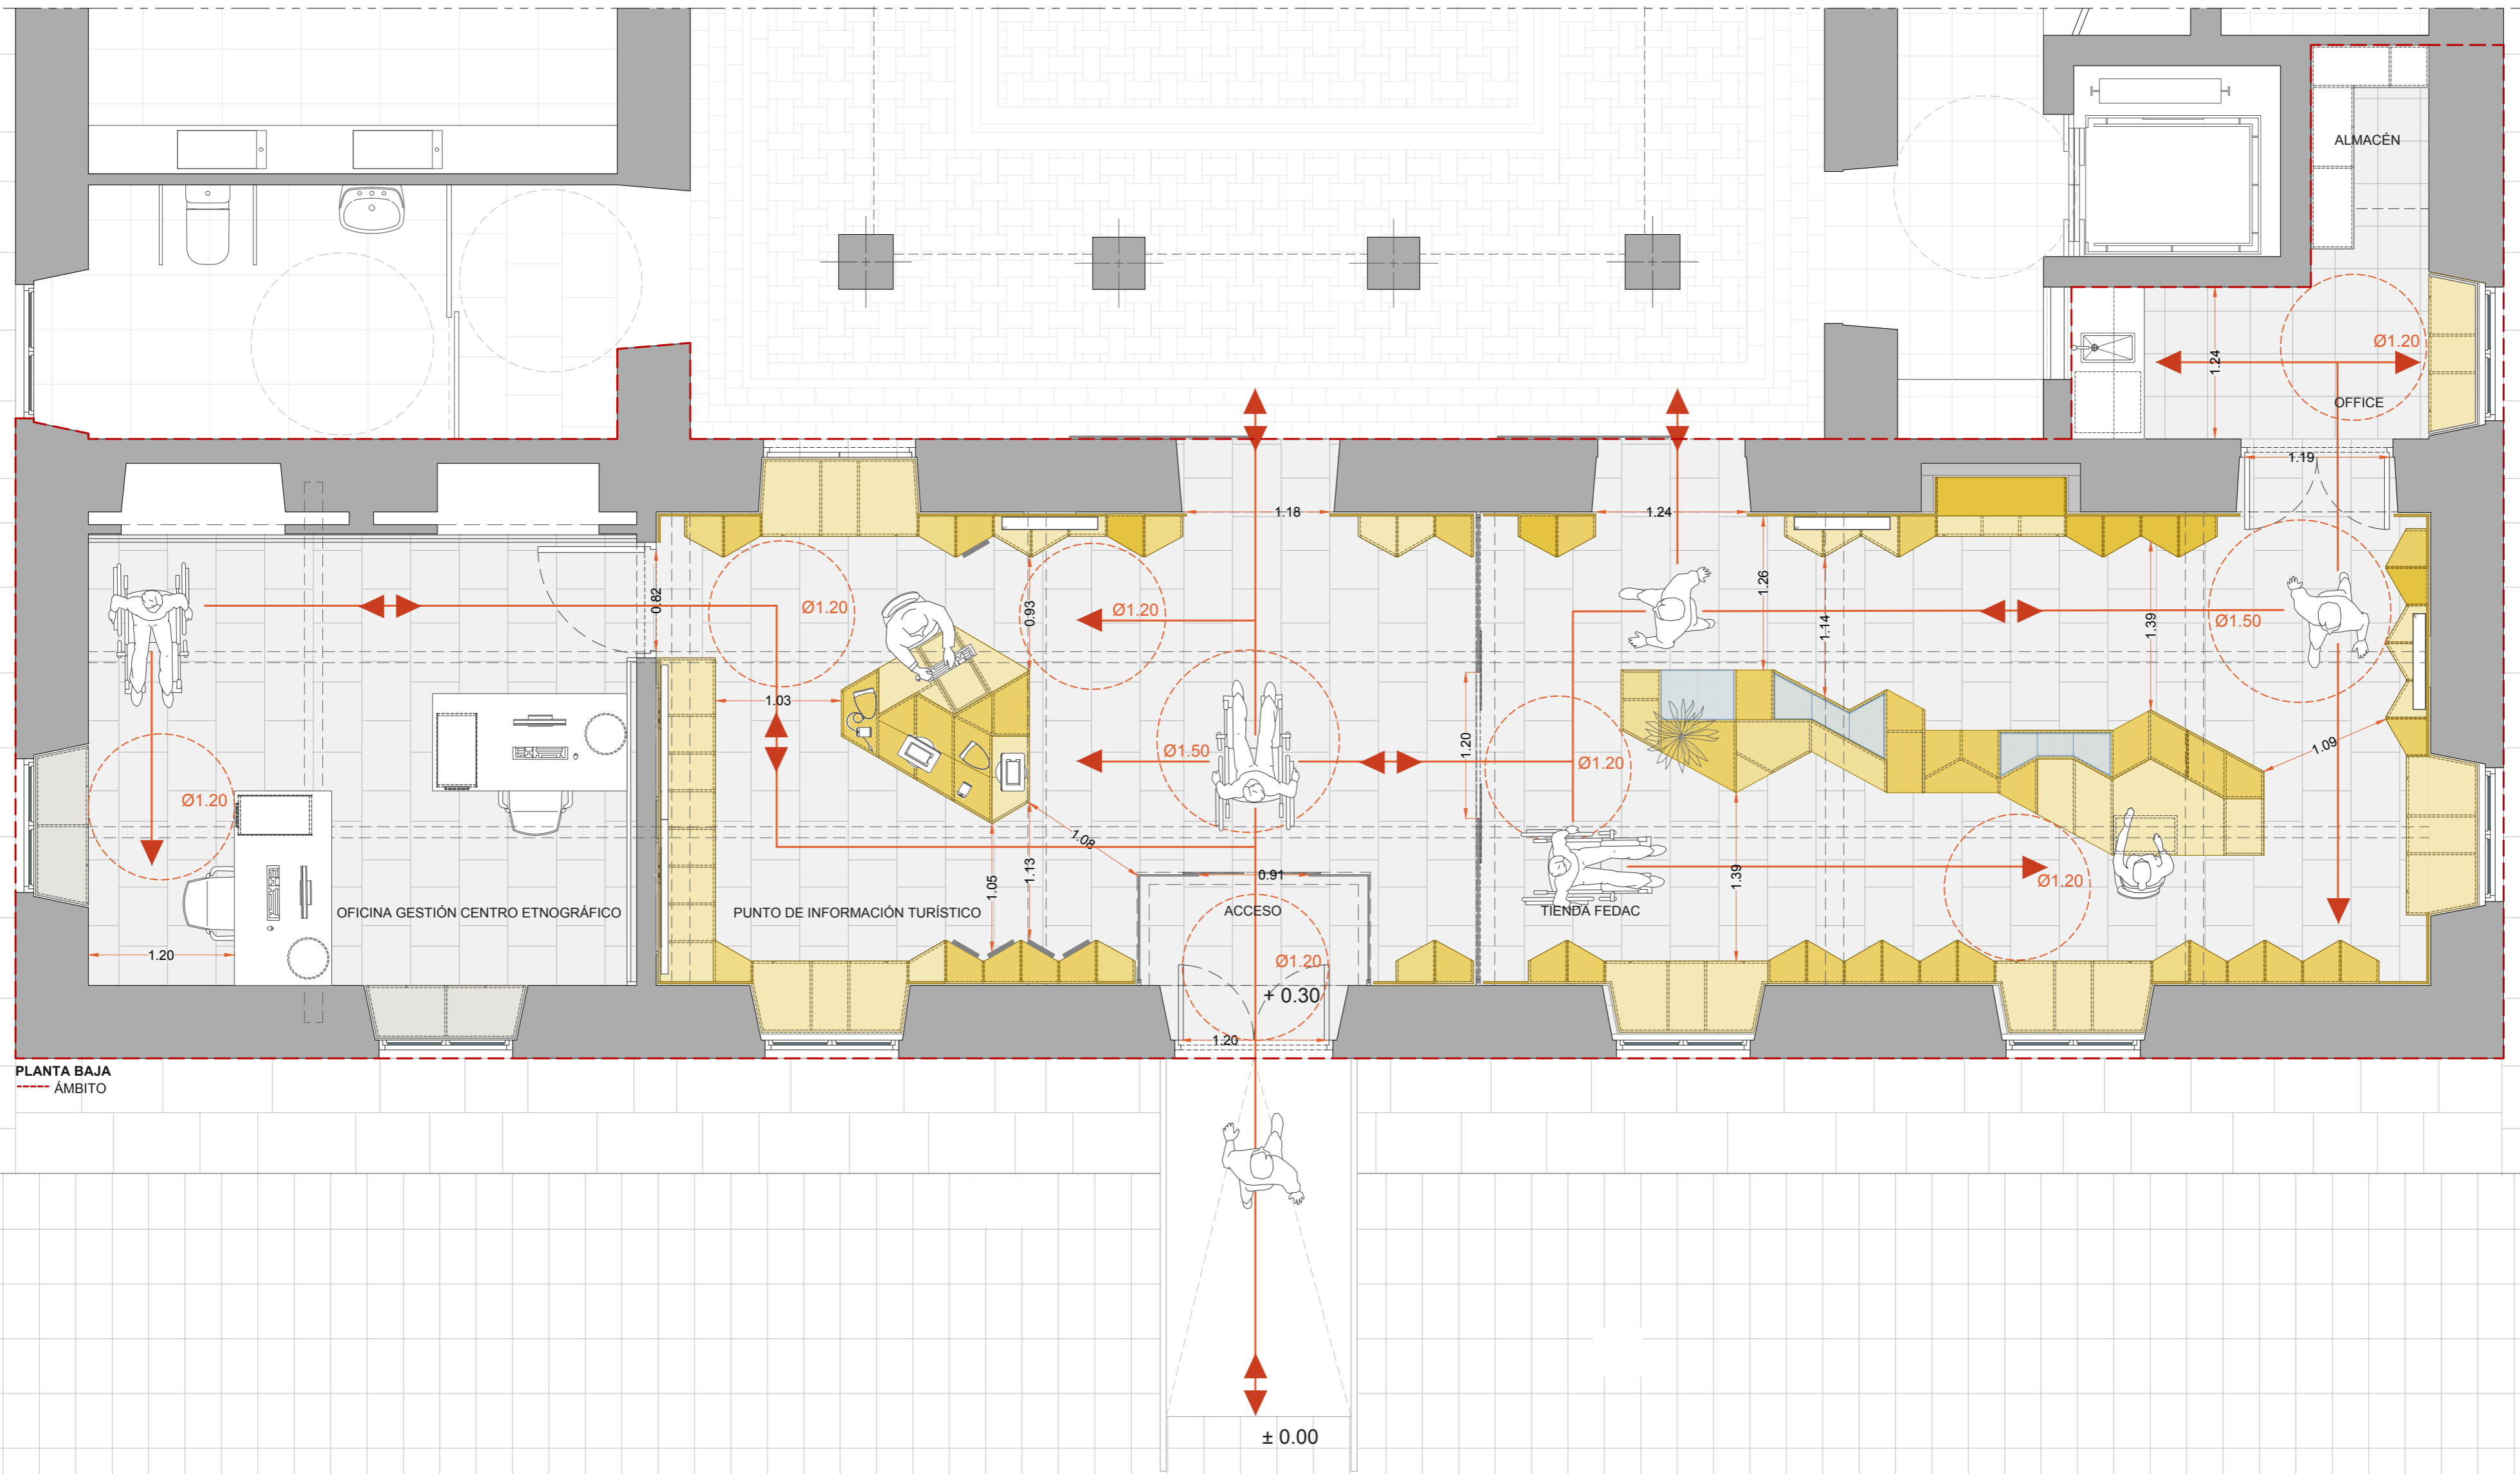 ALMACÉN
Ø1.20
1.24
OFFICE
1.19
1.18
1.24
0.82
Ø1.20
0.93
Ø1.20
1.26
1.14
1.39
Ø1.50
1.03
Ø1.50
1.20
Ø1.20
1.09
Ø1.20
1.08
1.05
1.13
0.91
1.39
Ø1.20
OFICINA GESTIÓN CENTRO ETNOGRÁFICO
PUNTO DE INFORMACIÓN TURÍSTICO
ACCESO
TIENDA FEDAC
1.20
Ø1.20
+ 0.30
1.20
PLANTA BAJA
ÁMBITO
± 0.00